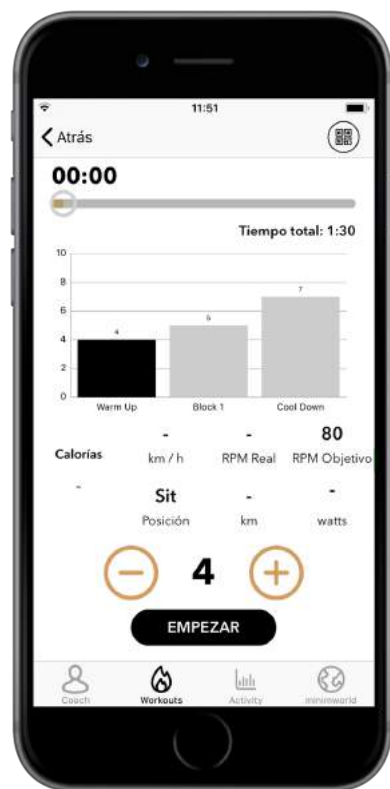 11:51
Atrás
00:00
Tiempo total: 1:30
10
8
6
4
2
0
4
5
7
Warm Up Block 1 Cool Down
- - 80
Calorías km / h RPM Real RPM Objetivo
- Sit - -
Posición km watts
4
EMPEZAR
Coach Workouts Activity minimworld